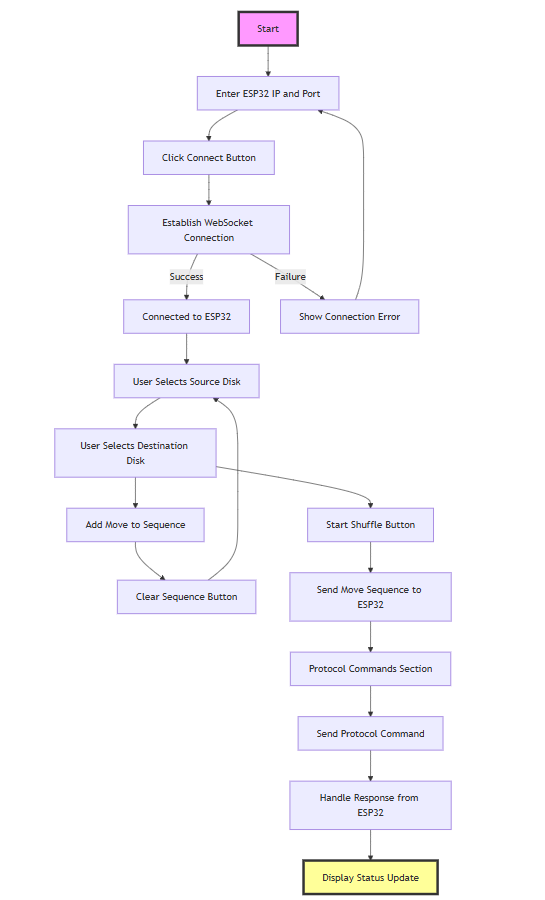 Start
Enter ESP32 IP and Port
Click Connect Button
Establish WebSocket
Connection
Success
Failure
Connected to ESP32
Show Connection Error
User Selects Source Disk
User Selects Destination
Disk
Add Move to Sequence
Start Shuffle Button
Clear Sequence Button
Send Move Sequence to
ESP32
Protocol Commands Section
Send Protocol Command
Handle Response from
ESP32
Display Status Update